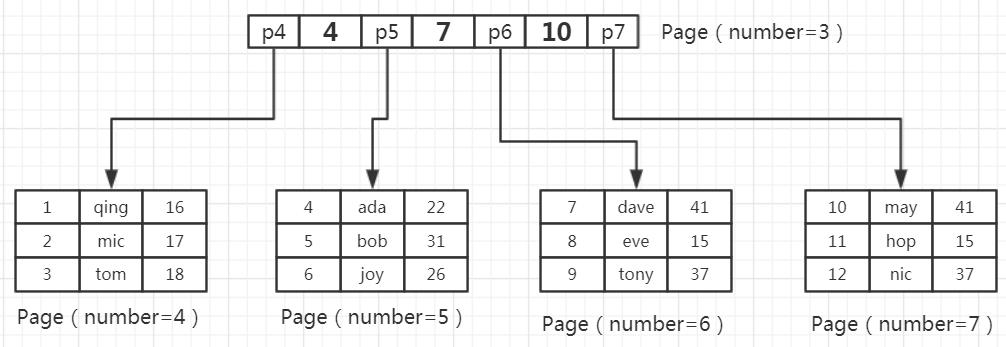 p4 4 p5 7 p6 10 p7 Page ( number=3 )
1 qing 16
2 mic 17
3 tom 18
Page ( number=4 )
4 ada 22
5 bob 31
6 joy 26
Page ( number=5 )
7 dave 41
8 eve 15
9 tony 37
Page ( number=6 )
10 may 41
11 hop 15
12 nic 37
Page ( number=7 )